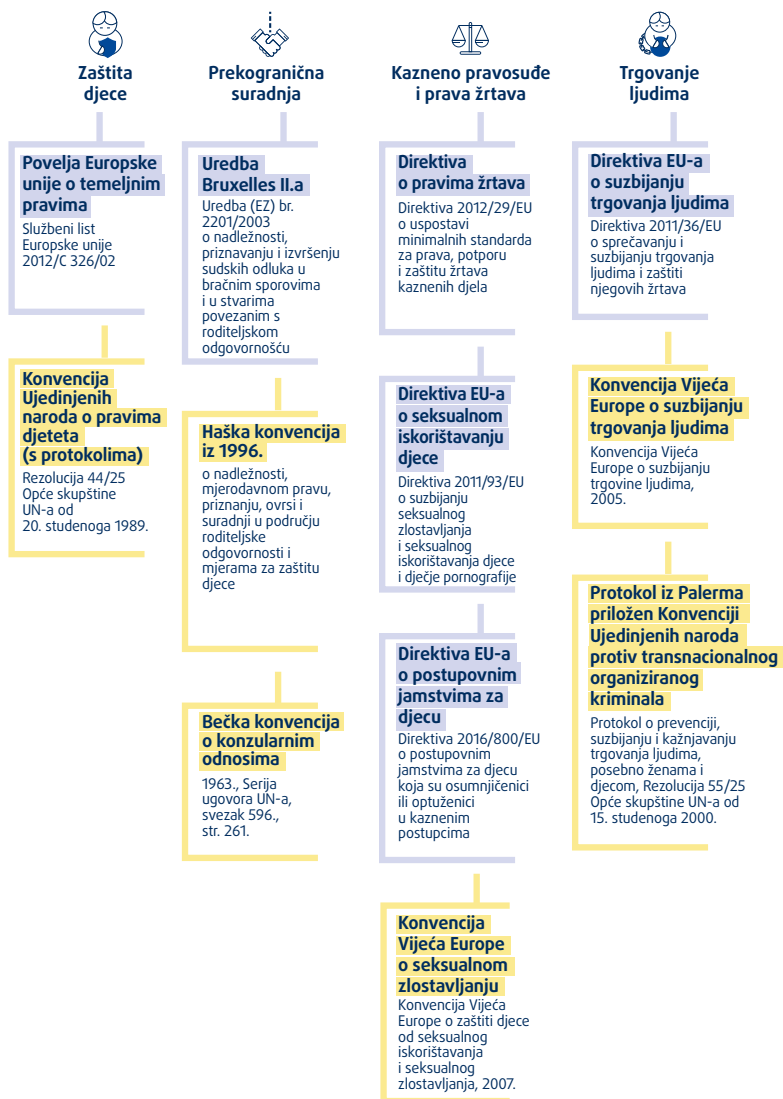 Zaštita
djece
Povelja Europske
unije o temeljnim
pravima
Službeni list
Europske unije
2012/C 326/02
Konvencija
Ujedinjenih
naroda o pravima
djeteta
(s protokolima)
Rezolucija 44/25
Opće skupštine
UN-a od
20. studenoga 1989.
Prekogranična
suradnja
Uredba
Bruxelles II.a
Uredba (EZ) br.
2201/2003
o nadležnosti,
priznavanju i izvršenju
sudskih odluka u
bračnim sporovima
i u stvarima
povezanim s
roditeljskom
odgovornošću
Haška konvencija
iz 1996.
o nadležnosti,
mjerodavnom pravu,
priznanju, ovrsi i
suradnji u području
roditeljske
odgovornosti i
mjerama za zaštitu
djece
Bečka konvencija
o konzularnim
odnosima
1963., Serija
ugovora UN-a,
svezak 596.,
str. 261.
Kazneno pravosuđe
i prava žrtava
Direktiva
o pravima žrtava
Direktiva 2012/29/EU
o uspostavi
minimalnih standarda
za prava, potporu
i zaštitu žrtava
kaznenih djela
Direktiva EU-a
o seksualnom
iskorištavanju
djece
Direktiva 2011/93/EU
o suzbijanju
seksualnog
zlostavljanja
i seksualnog
iskorištavanja djece
i dječje pornografije
Direktiva EU-a
o postupovnim
jamstvima za
djecu
Direktiva 2016/800/EU
o postupovnim
jamstvima za djecu
koja su osumnjičenici
ili optuženici
u kaznenim
postupcima
Konvencija
Vijeća Europe
o seksualnom
zlostavljanju
Konvencija Vijeća
Europe o zaštiti djece
od seksualnog
iskorištavanja
i seksualnog
zlostavljanja, 2007.
Trgovanje
ljudima
Direktiva EU-a
o suzbijanju
trgovanja ljudima
Direktiva 2011/36/EU
o sprečavanju i
suzbijanju trgovanja
ljudima i zaštiti
njegovih žrtava
Konvencija Vijeća
Europe o suzbijanju
trgovanja ljudima
Konvencija Vijeća
Europe o suzbijanju
trgovine ljudima,
2005.
Protokol iz Palerma
priložen Konvenciji
Ujedinjenih naroda
protiv transnacionalnog
organiziranog
kriminala
Protokol o prevenciji,
suzbijanju i kažnjavanju
trgovanja ljudima,
posebno ženama i
djecom, Rezolucija 55/25
Opće skupštine UN-a od
15. studenoga 2000.